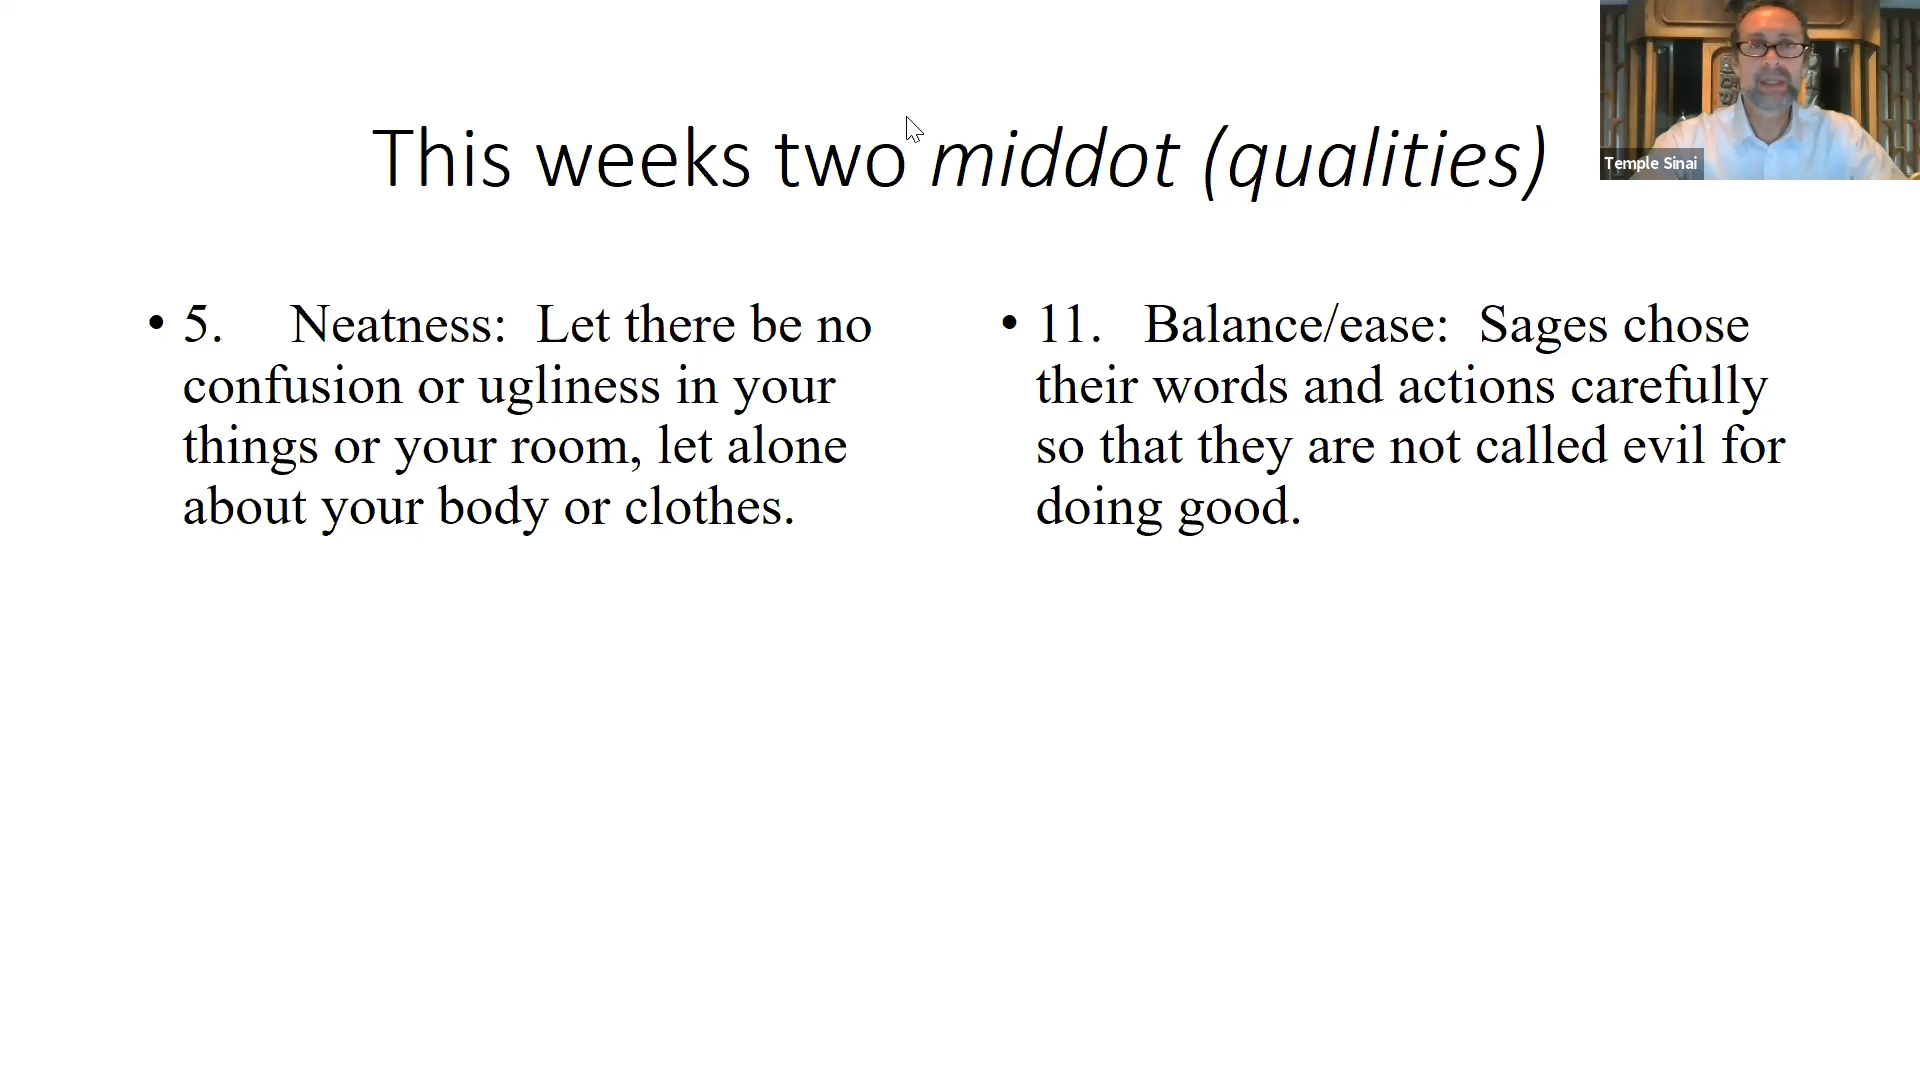 This weeks two middot (qualities)
Temple Sinai
• 5. Neatness: Let there be no
confusion or ugliness in your
things or your room, let alone
about your body or clothes.
• 11. Balance/ease: Sages chose
their words and actions carefully
so that they are not called evil for
doing good.